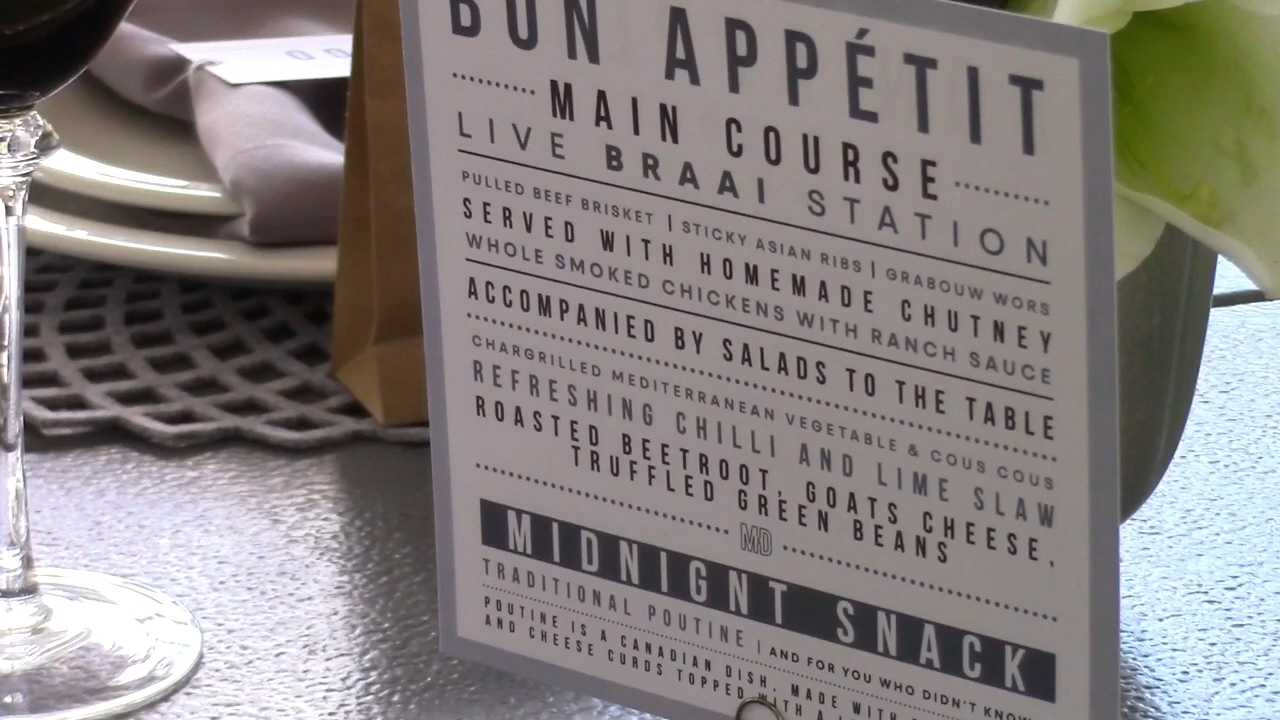 BON APPÉTIT
MAIN COURSE
LIVE BRAAI STATION
PULLED BEEF BRISKET | STICKY ASIAN RIBS | GRABOUW WORS
SERVED WITH HOMEMADE CHUTNEY
WHOLE SMOKED CHICKENS WITH RANCH SAUCE
ACCOMPANIED BY SALADS TO THE TABLE
CHARGRILLED MEDITERRANEAN VEGETABLE & COUS COUS
REFRESHING CHILLI AND LIME SLAW
ROASTED BEETROOT, GOATS CHEESE,
TRUFFLED GREEN BEANS
MD
MIDNIGNT SNACK
TRADITIONAL POUTINE | AND FOR YOU WHO DIDN'T KNOW
POUTINE IS A CANADIAN DISH, MADE WITH
AND CHEESE CURDS TOPPED WITH A